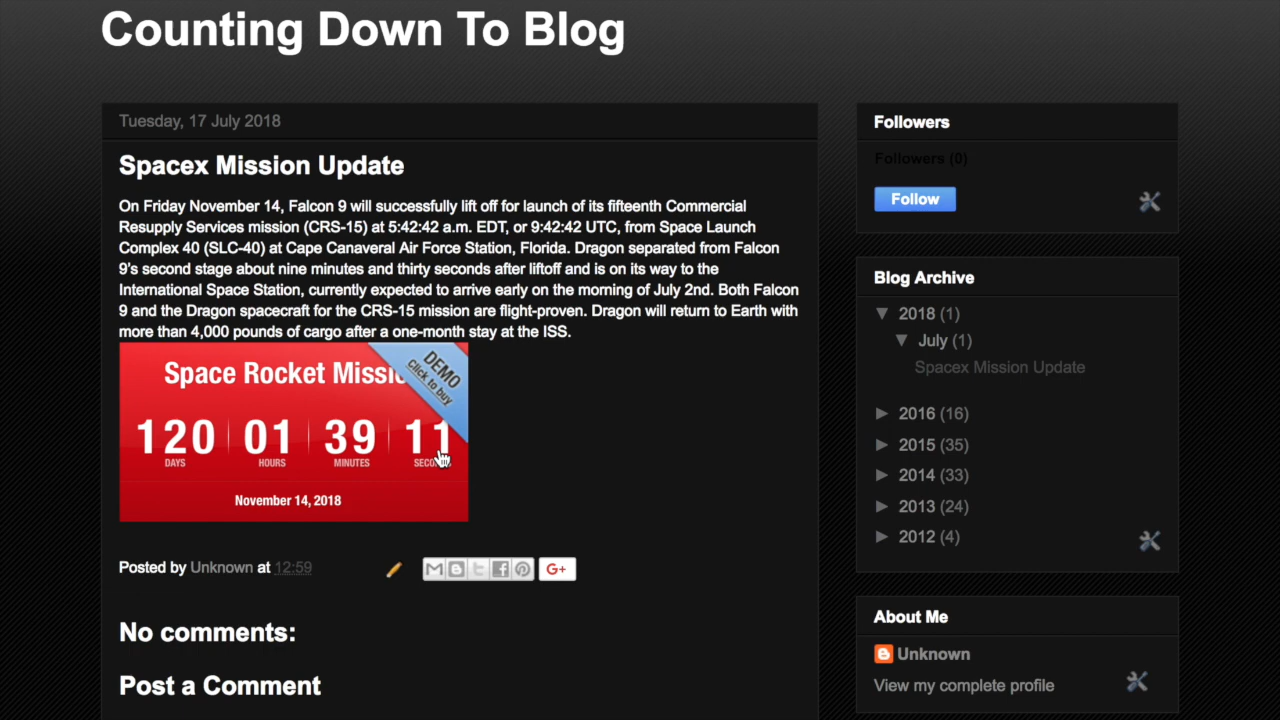 Counting Down To Blog
Tuesday, 17 July 2018
Spacex Mission Update
On Friday November 14, Falcon 9 will successfully lift off for launch of its fifteenth Commercial
Resupply Services mission (CRS-15) at 5:42:42 a.m. EDT, or 9:42:42 UTC, from Space Launch
Complex 40 (SLC-40) at Cape Canaveral Air Force Station, Florida. Dragon separated from Falcon
9's second stage about nine minutes and thirty seconds after liftoff and is on its way to the
International Space Station, currently expected to arrive early on the morning of July 2nd. Both Falcon
9 and the Dragon spacecraft for the CRS-15 mission are flight-proven. Dragon will return to Earth with
more than 4,000 pounds of cargo after a one-month stay at the ISS.
Space Rocket Missio
DEMO
Click to buy
120 01 39 11
DAYS HOURS MINUTES SECO
November 14, 2018
Posted by Unknown at 12:59
G+
No comments:
Post a Comment
Followers
Followers (0)
Follow
Blog Archive
▼ 2018 (1)
▼ July (1)
Spacex Mission Update
► 2016 (16)
► 2015 (35)
► 2014 (33)
► 2013 (24)
► 2012 (4)
About Me
Unknown
View my complete profile